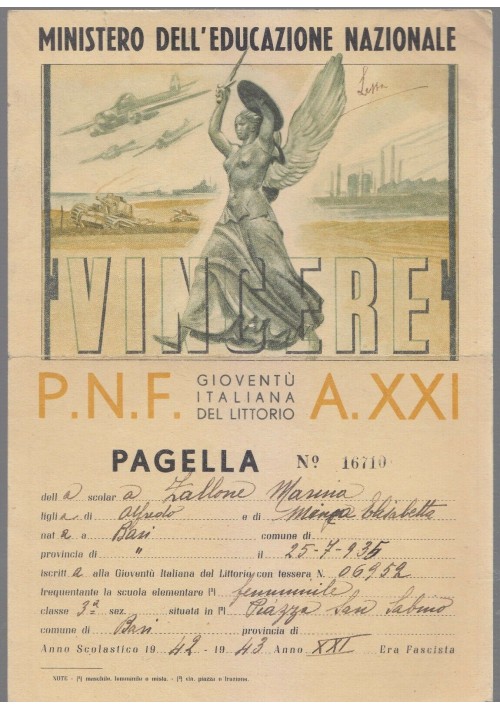 MINISTERO DELL'EDUCAZIONE NAZIONALE
VINCERE
P.N.F. GIOVENTÙ ITALIANA DEL LITTORIO A.XXI
PAGELLA Nº 16710
dell a scolar a Zallone Marina
figli a di Alfredo e di Elisabetta
nat a a Bari comune di
provincia di " il 25-7-935
iscritt a alla Gioventù Italiana del Littorio con tessera N. 06952
frequentante la scuola elementare (¹) femminile
classe 3ª sez. situata in (²) Piazza San Sabino
comune di Bari provincia di
Anno Scolastico 1942-1943 Anno XXI Era Fascista
NOTE - (¹) maschile, femminile o mista. - (²) via, piazza o frazione.